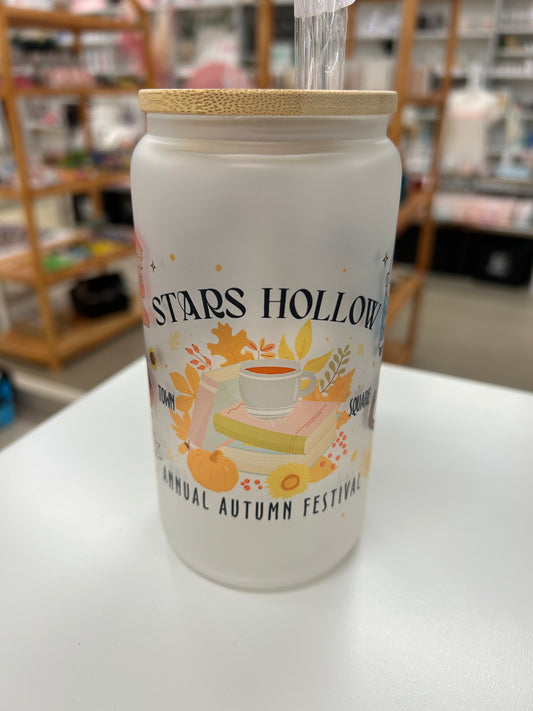 STARS HOLLOW
TOWN SQUARE
ANNUAL AUTUMN FESTIVAL